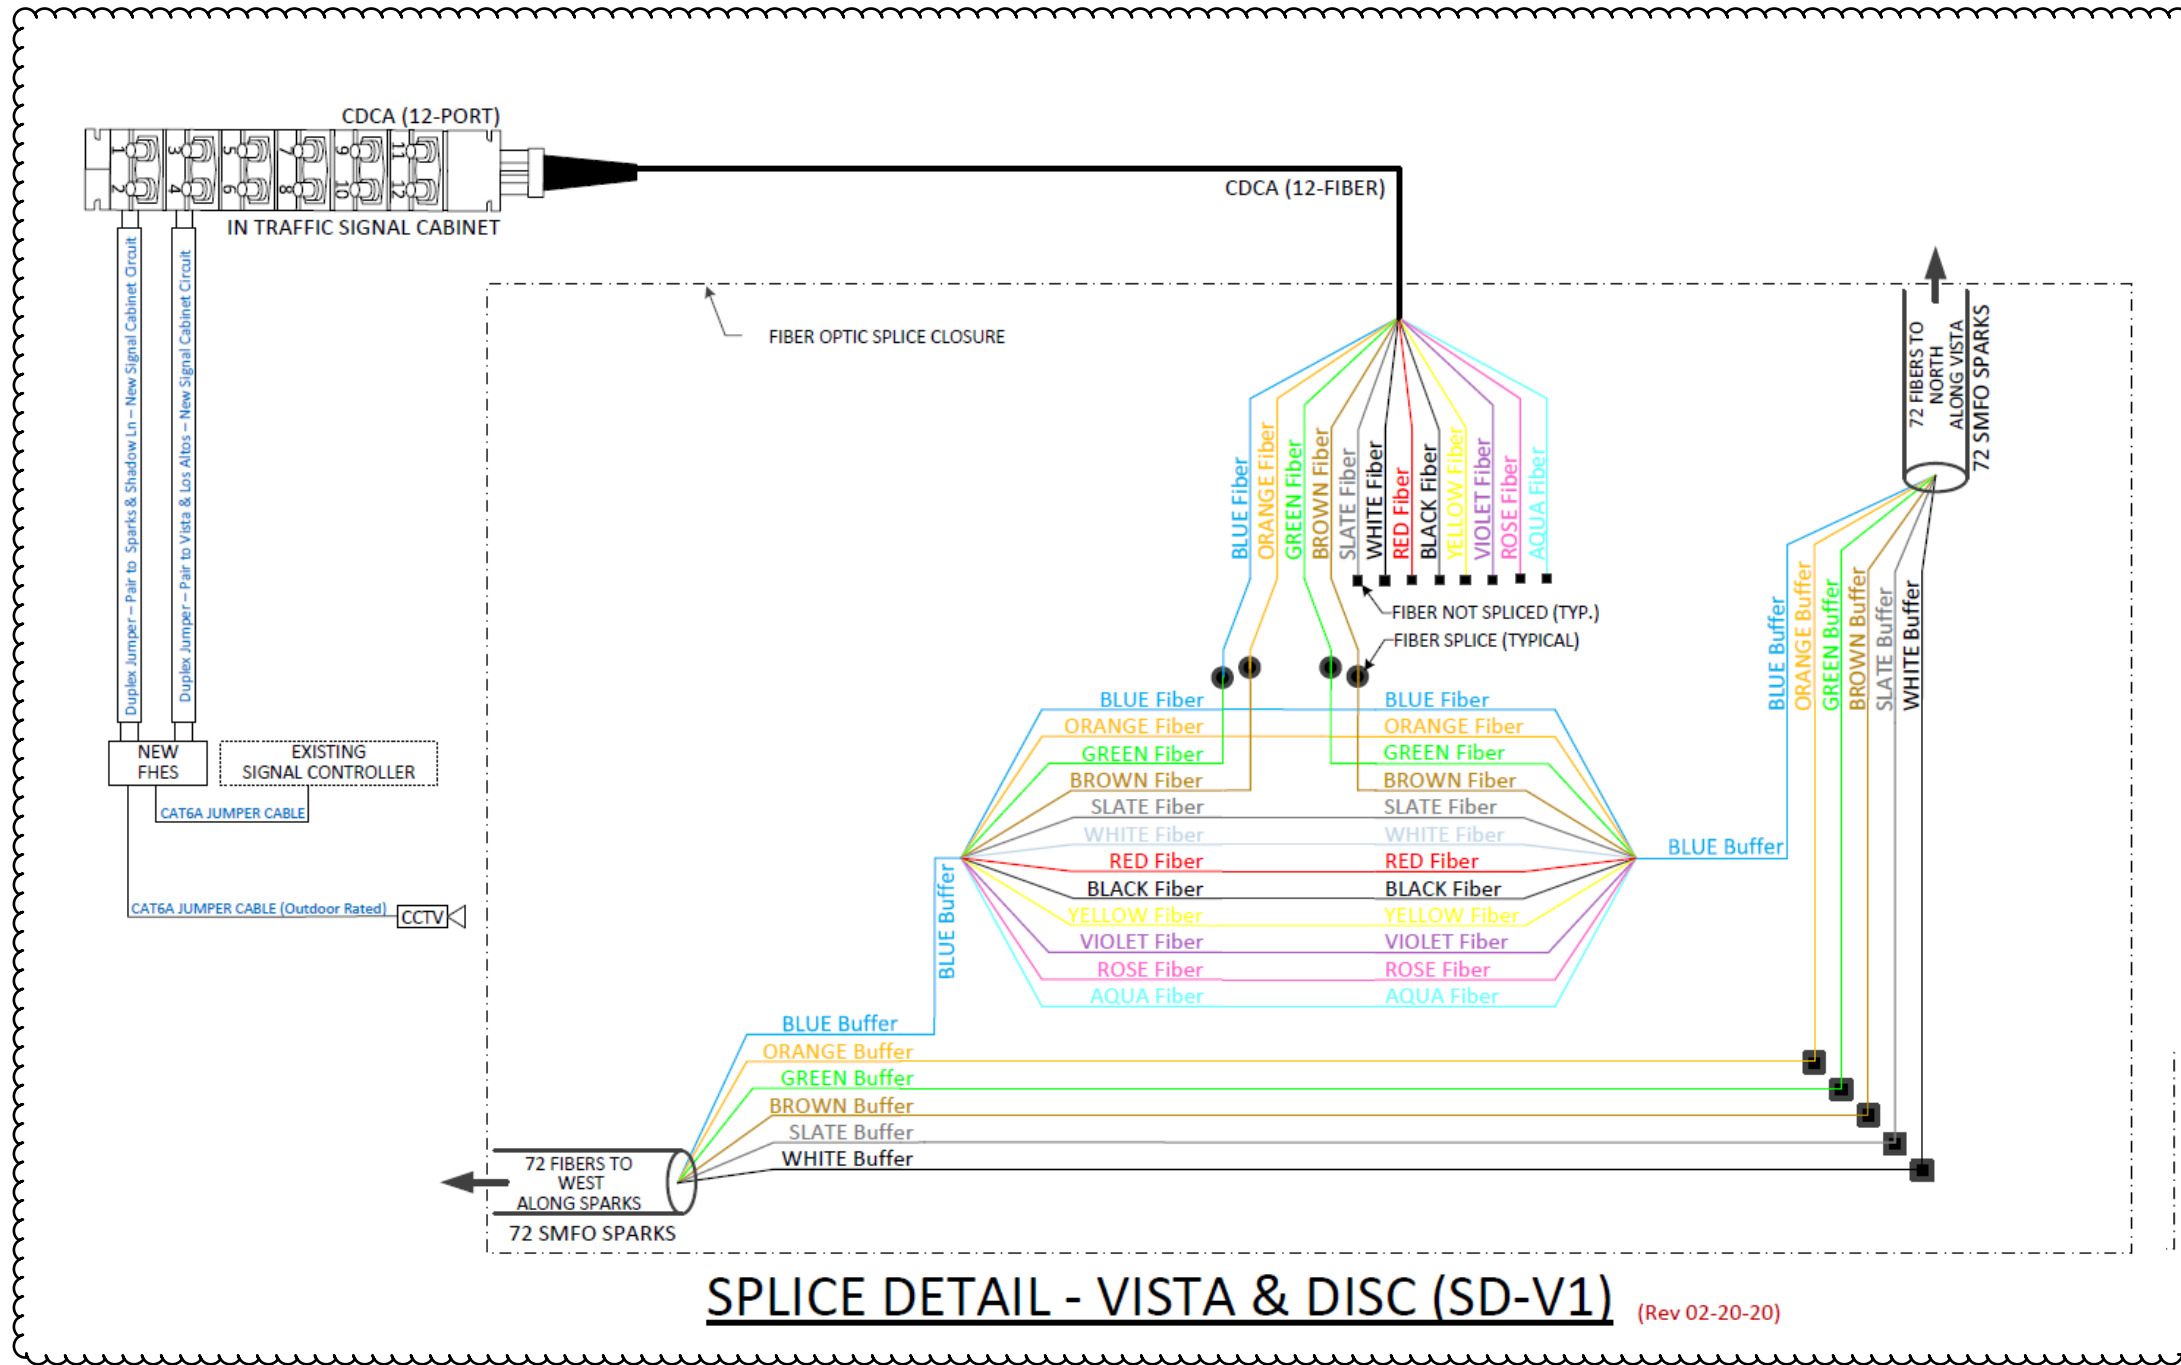 CDCA (12-PORT)
1
3
5
7
9
11
2
4
6
8
10
12
IN TRAFFIC SIGNAL CABINET
CDCA (12-FIBER)
Duplex Jumper – Pair to Sparks & Shadow Ln – New Signal Cabinet Circuit
Duplex Jumper – Pair to Vista & Los Altos – New Signal Cabinet Circuit
NEW
FHES
EXISTING
SIGNAL CONTROLLER
CAT6A JUMPER CABLE
CAT6A JUMPER CABLE (Outdoor Rated)
CCTV
FIBER OPTIC SPLICE CLOSURE
BLUE Fiber
ORANGE Fiber
GREEN Fiber
BROWN Fiber
SLATE Fiber
WHITE Fiber
RED Fiber
BLACK Fiber
YELLOW Fiber
VIOLET Fiber
ROSE Fiber
AQUA Fiber
FIBER NOT SPLICED (TYP.)
FIBER SPLICE (TYPICAL)
72 FIBERS TO
NORTH
ALONG VISTA
72 SMFO SPARKS
BLUE Buffer
ORANGE Buffer
GREEN Buffer
BROWN Buffer
SLATE Buffer
WHITE Buffer
BLUE Fiber
BLUE Fiber
ORANGE Fiber
ORANGE Fiber
GREEN Fiber
GREEN Fiber
BROWN Fiber
BROWN Fiber
SLATE Fiber
SLATE Fiber
WHITE Fiber
WHITE Fiber
RED Fiber
RED Fiber
BLACK Fiber
BLACK Fiber
YELLOW Fiber
YELLOW Fiber
VIOLET Fiber
VIOLET Fiber
ROSE Fiber
ROSE Fiber
AQUA Fiber
AQUA Fiber
BLUE Buffer
BLUE Buffer
BLUE Buffer
ORANGE Buffer
GREEN Buffer
BROWN Buffer
SLATE Buffer
WHITE Buffer
72 FIBERS TO
WEST
ALONG SPARKS
72 SMFO SPARKS
SPLICE DETAIL - VISTA & DISC (SD-V1)
(Rev 02-20-20)